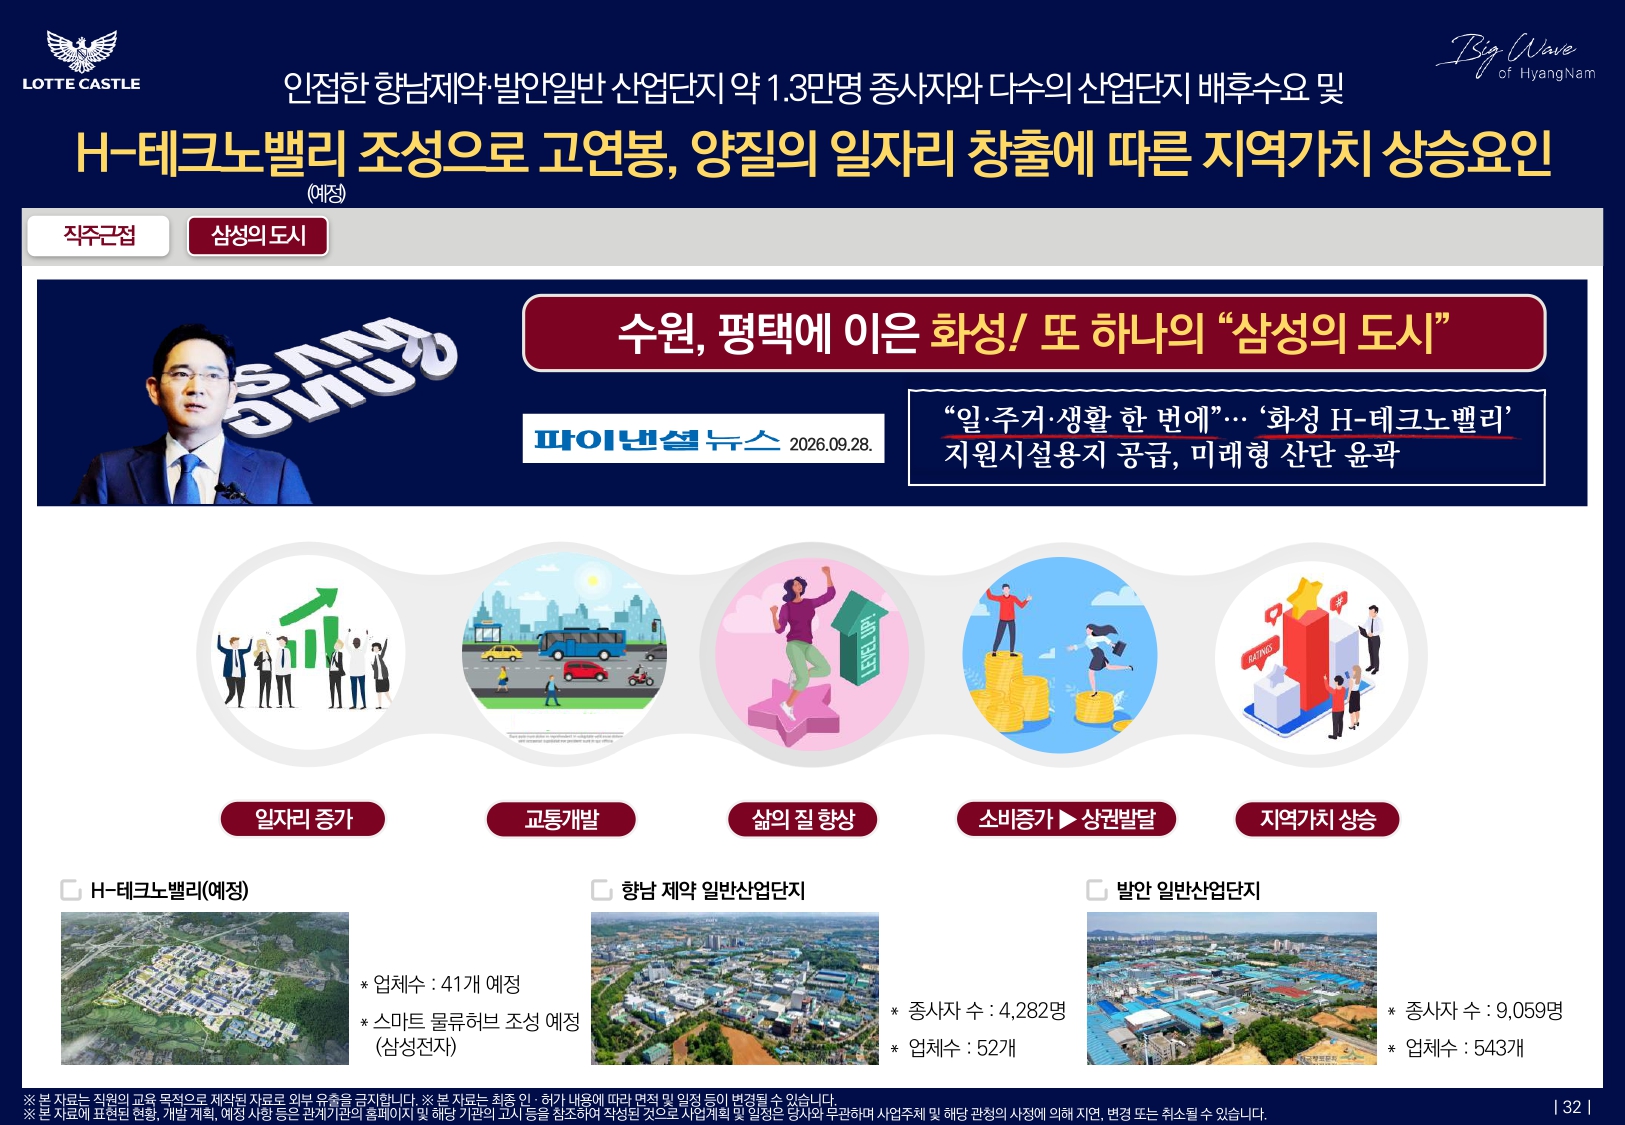 LOTTE CASTLE
Big Wave
of HyangNam
인접한 향남제약·발안일반 산업단지 약 1.3만명 종사자와 다수의 산업단지 배후수요 및
H-테크노밸리 조성으로 고연봉, 양질의 일자리 창출에 따른 지역가치 상승요인
(예정)
직주근접
삼성의 도시
SAMSUNG
수원, 평택에 이은 화성! 또 하나의 “삼성의 도시”
파이낸셜뉴스 2026.09.28.
“일·주거·생활 한 번에”… ‘화성 H-테크노밸리’
지원시설용지 공급, 미래형 산단 윤곽
LEVEL UP!
RATINGS
#
일자리 증가
교통개발
삶의 질 향상
소비증가 ▶ 상권발달
지역가치 상승
H-테크노밸리(예정)
* 업체수 : 41개 예정
* 스마트 물류허브 조성 예정
(삼성전자)
향남 제약 일반산업단지
* 종사자 수 : 4,282명
* 업체수 : 52개
발안 일반산업단지
* 종사자 수 : 9,059명
* 업체수 : 543개
※ 본 자료는 직원의 교육 목적으로 제작된 자료로 외부 유출을 금지합니다. ※ 본 자료는 최종 인·허가 내용에 따라 면적 및 일정 등이 변경될 수 있습니다.
※ 본 자료에 표현된 현황, 개발 계획, 예정 사항 등은 관계기관의 홈페이지 및 해당 기관의 고시 등을 참조하여 작성된 것으로 사업계획 및 일정은 당사와 무관하며 사업주체 및 해당 관청의 사정에 의해 지연, 변경 또는 취소될 수 있습니다.
| 32 |